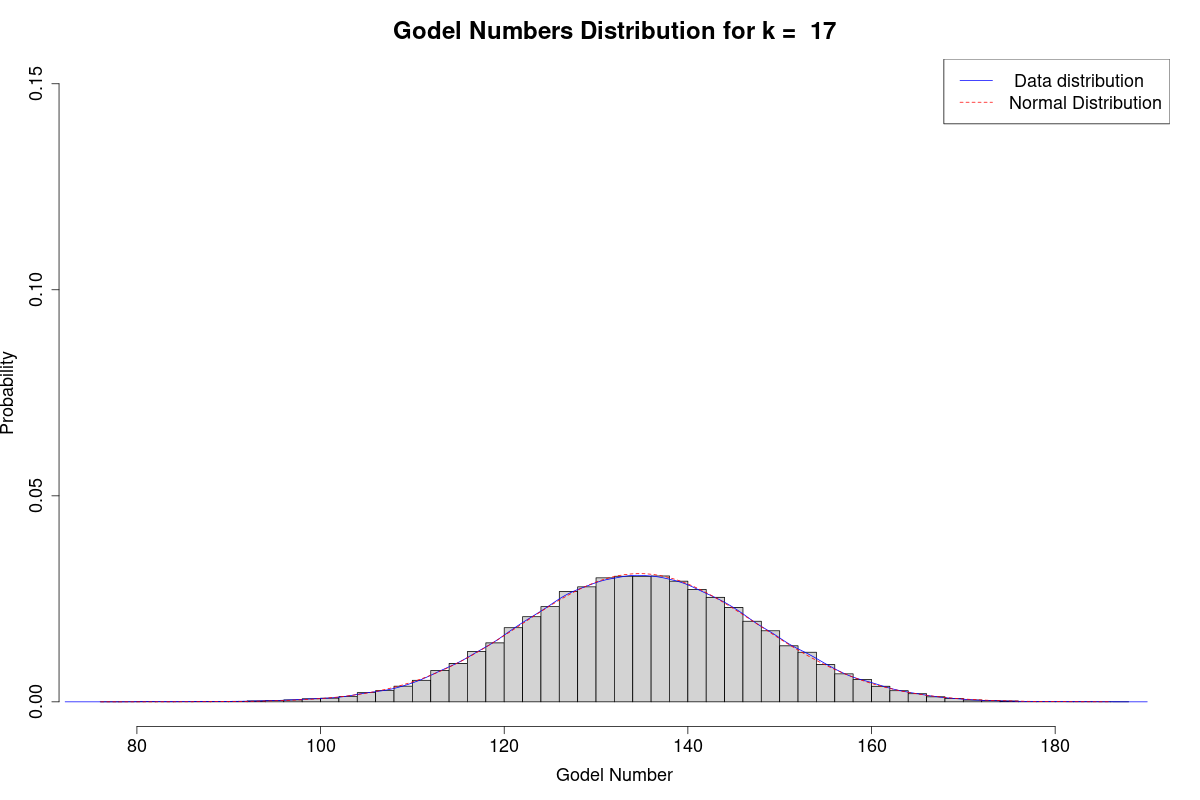 Godel Numbers Distribution for k =  17
Data distribution
Normal Distribution
Probability
0.15
0.10
0.05
0.00
80 100 120 140 160 180
Godel Number